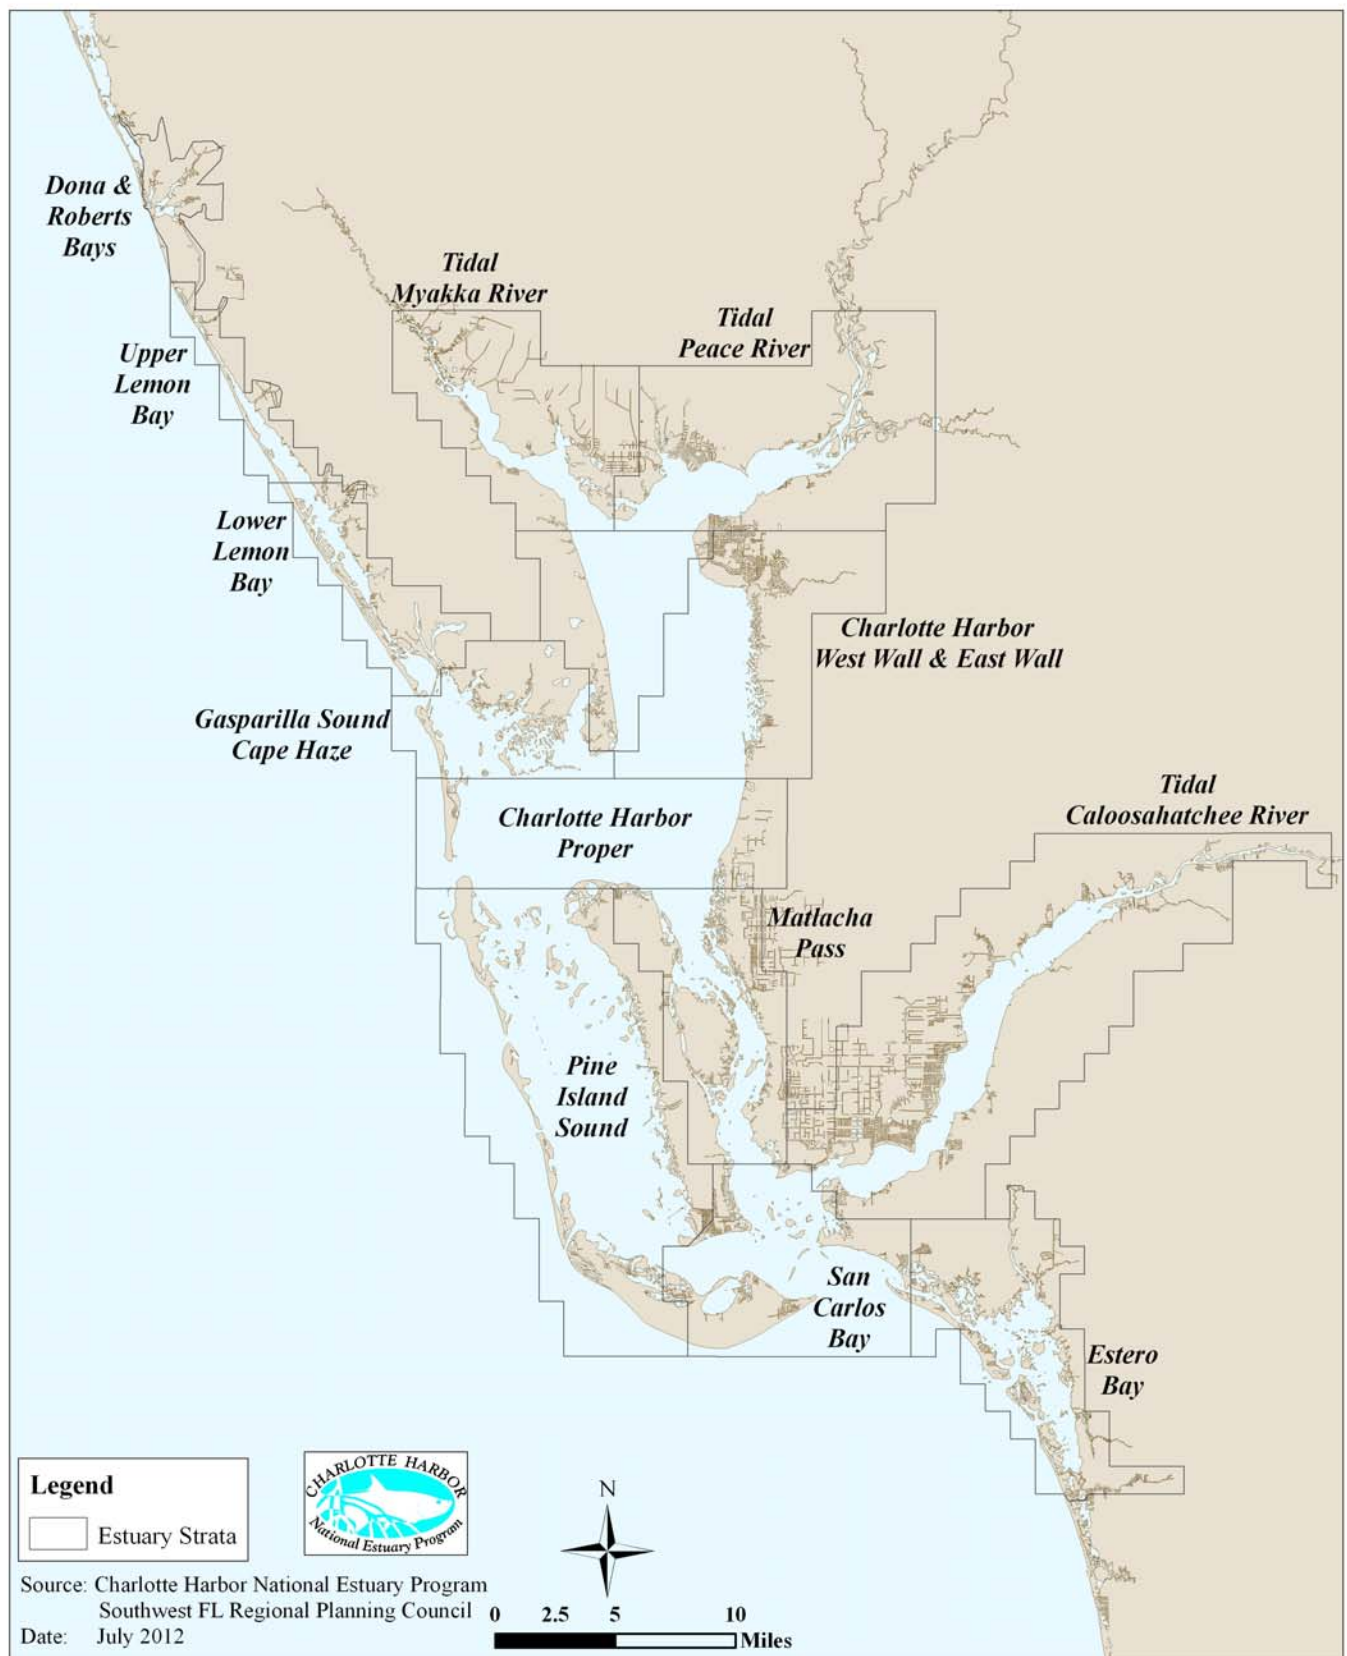 Dona &
Roberts
Bays
Tidal
Myakka River
Tidal
Peace River
Upper
Lemon
Bay
Lower
Lemon
Bay
Charlotte Harbor
West Wall & East Wall
Gasparilla Sound
Cape Haze
Charlotte Harbor
Proper
Tidal
Caloosahatchee River
Matlacha
Pass
Pine
Island
Sound
San
Carlos
Bay
Estero
Bay
Legend
Estuary Strata
CHARLOTTE HARBOR
National Estuary Program
N
Source: Charlotte Harbor National Estuary Program
Southwest FL Regional Planning Council
Date: July 2012
0 2.5 5 10
Miles